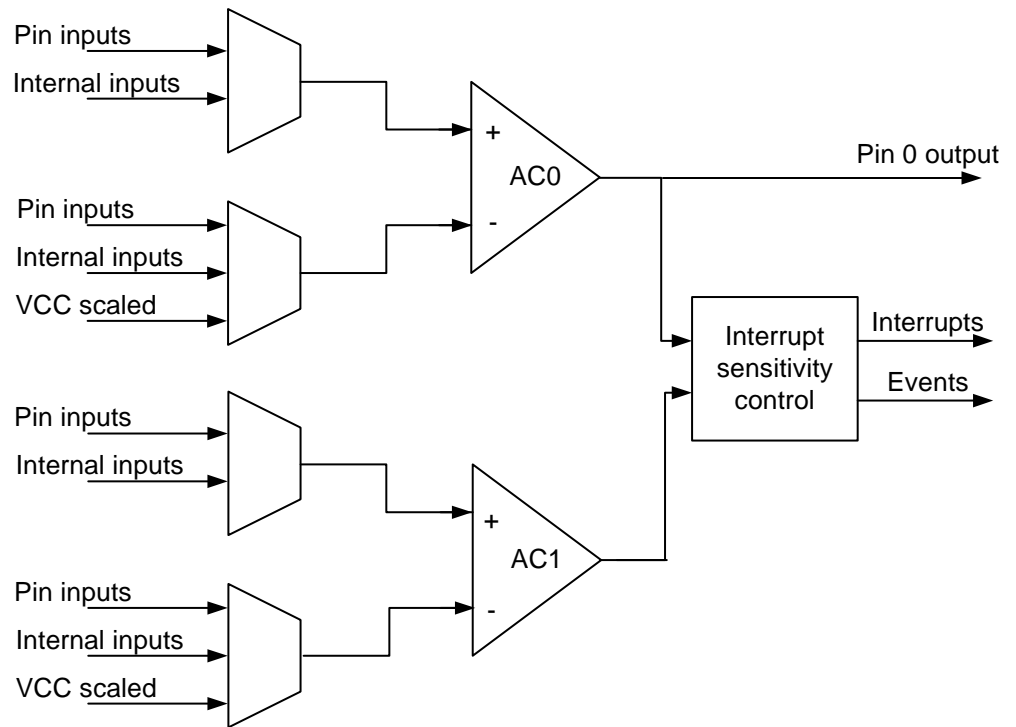 Pin inputs
Internal inputs
+
AC0
-
Pin 0 output
Pin inputs
Internal inputs
VCC scaled
Interrupt
sensitivity
control
Interrupts
Events
Pin inputs
Internal inputs
+
AC1
-
Pin inputs
Internal inputs
VCC scaled